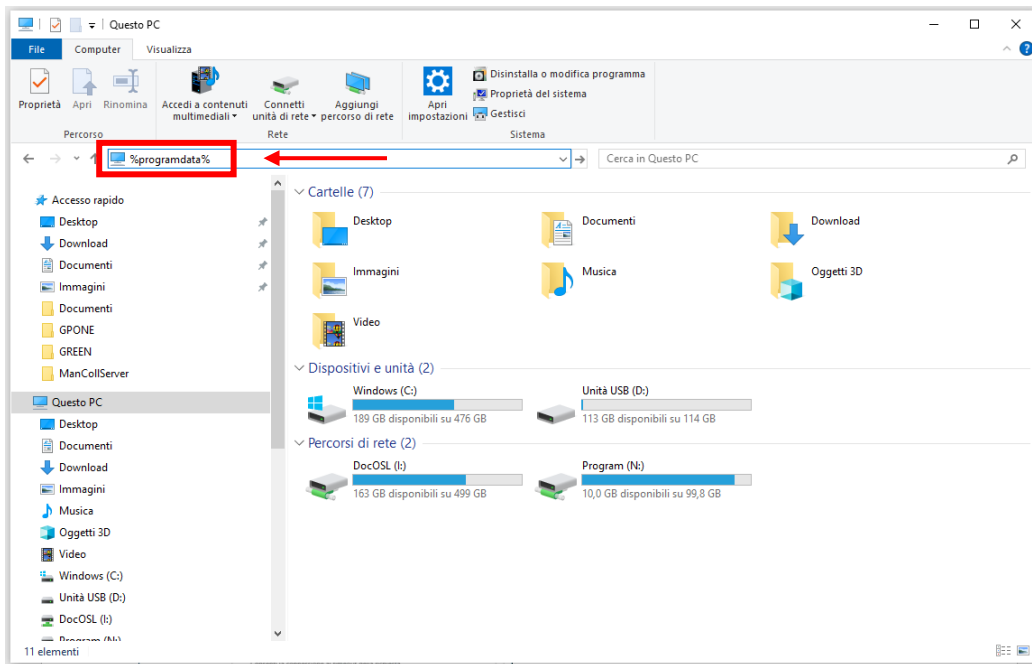 Questo PC
File Computer Visualizza
Proprietà Apri Rinomina Accedi a contenuti multimediali Connetti unità di rete Aggiungi percorso di rete Apri impostazioni
Disinstalla o modifica programma
Proprietà del sistema
Gestisci
Percorso Rete Sistema
%programdata% Cerca in Questo PC
Accesso rapido
Desktop
Download
Documenti
Immagini
Documenti
GPONE
GREEN
ManCollServer
Questo PC
Desktop
Documenti
Download
Immagini
Musica
Oggetti 3D
Video
Windows (C:)
Unità USB (D:)
DocOSL (I:)
Program (N:)
Cartelle (7)
Desktop Documenti Download
Immagini Musica Oggetti 3D
Video
Dispositivi e unità (2)
Windows (C:) Unità USB (D:)
189 GB disponibili su 476 GB 113 GB disponibili su 114 GB
Percorsi di rete (2)
DocOSL (I:) Program (N:)
163 GB disponibili su 499 GB 10,0 GB disponibili su 99,8 GB
11 elementi